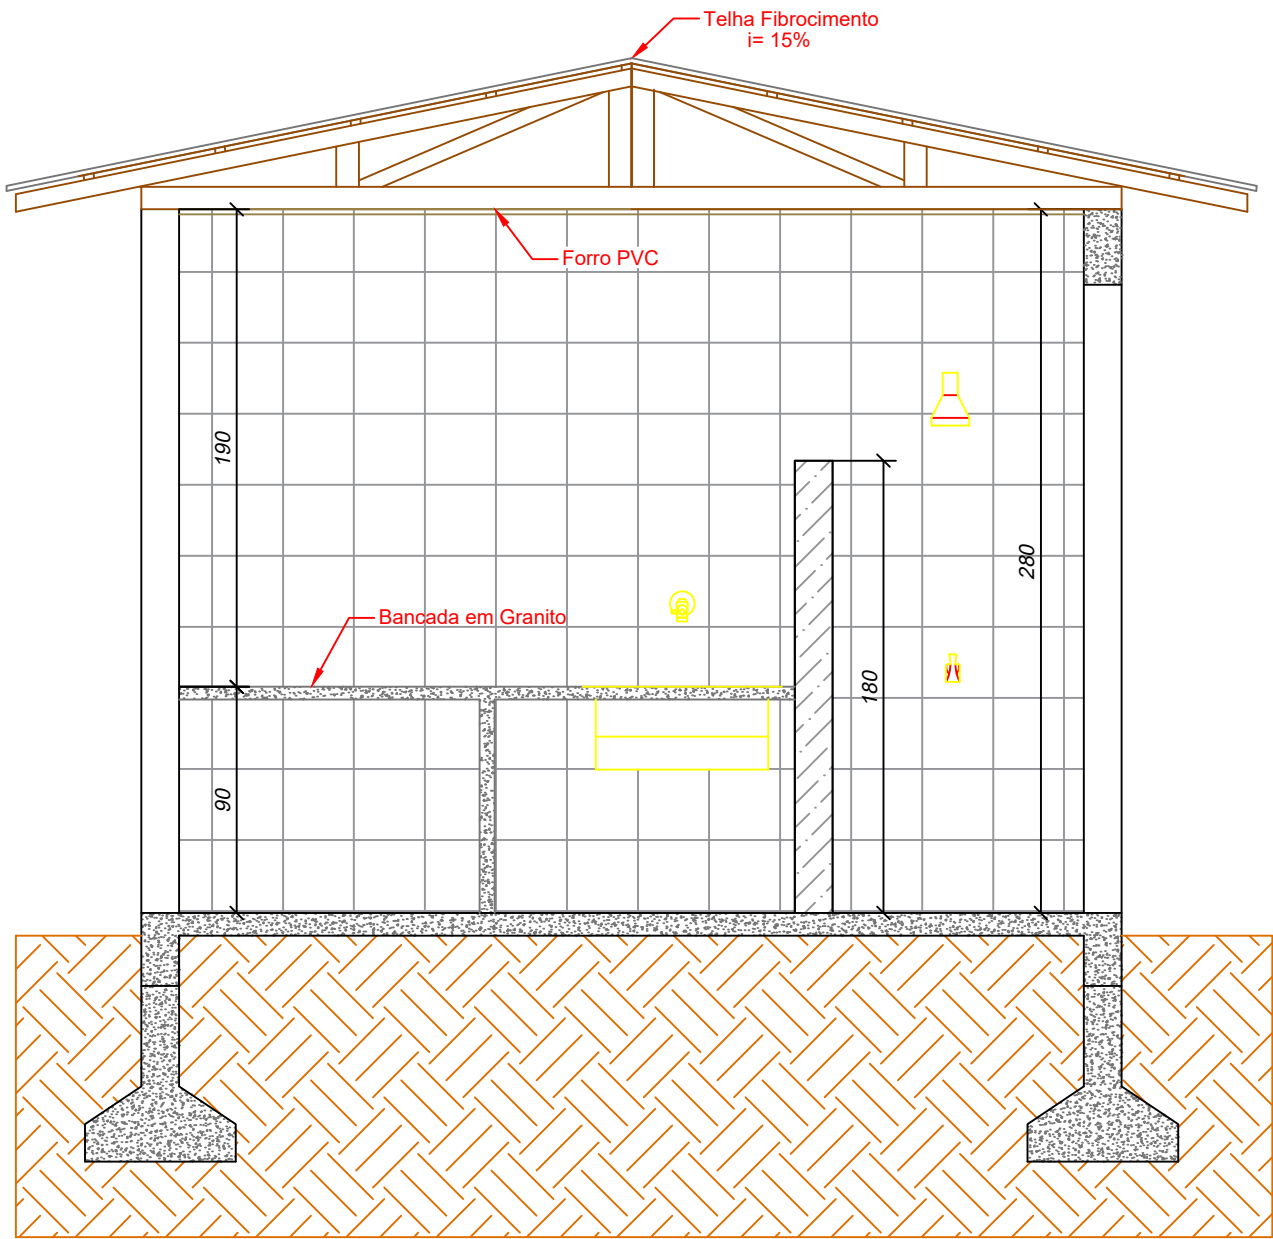 Telha Fibrocimento
i= 15%
Forro PVC
190
280
Bancada em Granito
180
90